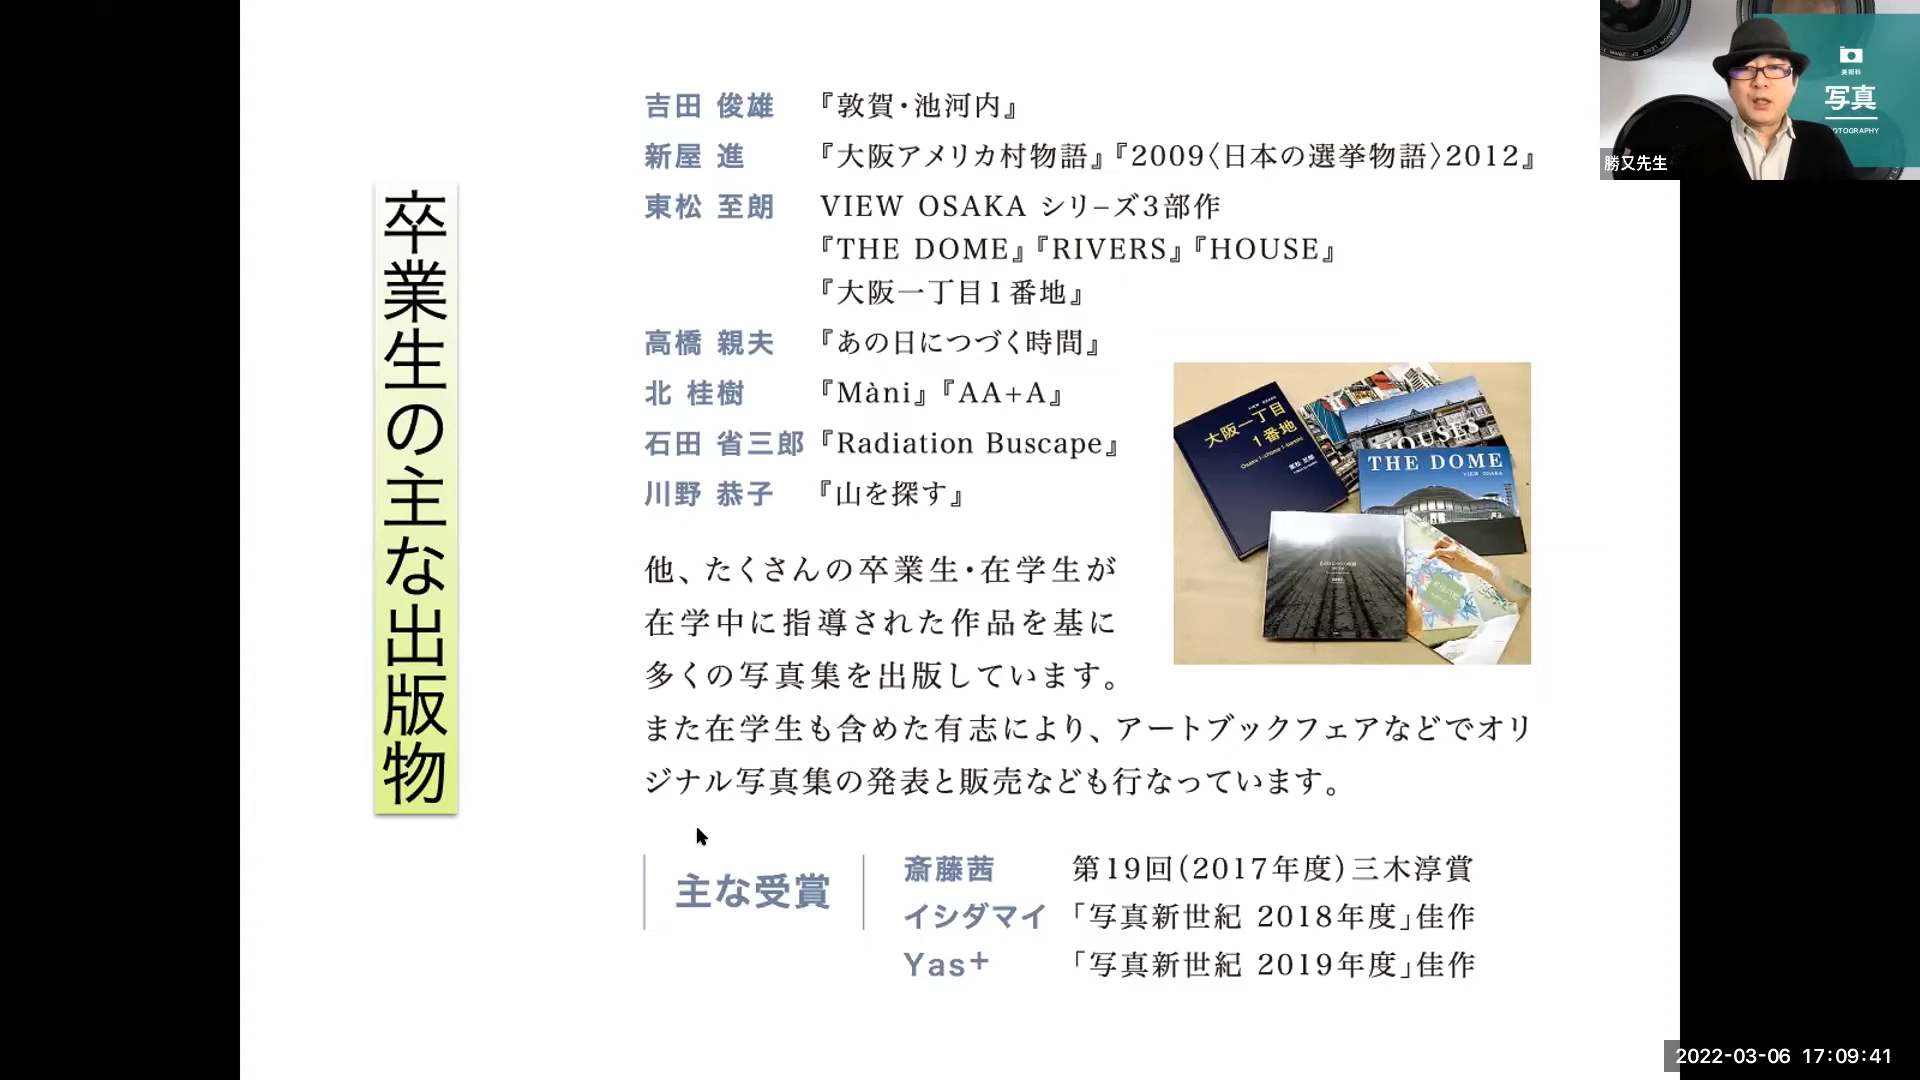 卒業生の主な出版物
吉田 俊雄 『敦賀・池河内』
新屋 進 『大阪アメリカ村物語』『2009〈日本の選挙物語〉2012』
東松 至朗 VIEW OSAKA シリ–ズ3部作
『THE DOME』『RIVERS』『HOUSE』
『大阪一丁目1番地』
高橋 親夫 『あの日につづく時間』
北 桂樹 『Màni』『AA+A』
石田 省三郎 『Radiation Buscape』
川野 恭子 『山を探す』
他、たくさんの卒業生・在学生が
在学中に指導された作品を基に
多くの写真集を出版しています。
また在学生も含めた有志により、アートブックフェアなどでオリ
ジナル写真集の発表と販売なども行なっています。
大阪一丁目
1番地
HOUSES
THE DOME
VIEW OSAKA
主な受賞
斎藤茜 第19回(2017年度)三木淳賞
イシダマイ 「写真新世紀 2018年度」佳作
Yas+ 「写真新世紀 2019年度」佳作
美術科
写真
OTOGRAPHY
勝又先生
2022-03-06 17:09:41